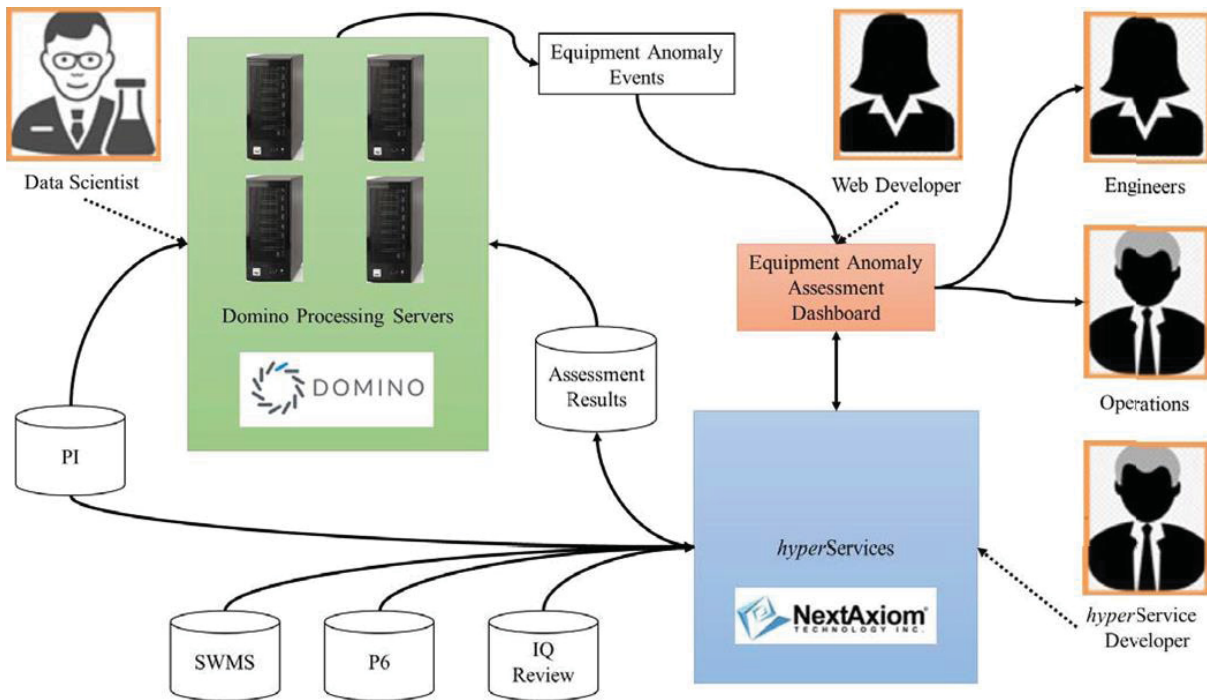 Equipment Anomaly
Events
Data Scientist
Web Developer
Engineers
Equipment Anomaly
Assessment
Dashboard
Domino Processing Servers
DOMINO
Assessment
Results
Operations
PI
hyperServices
NextAxiom®
TECHNOLOGY INC.
SWMS
P6
IQ
Review
hyperService
Developer